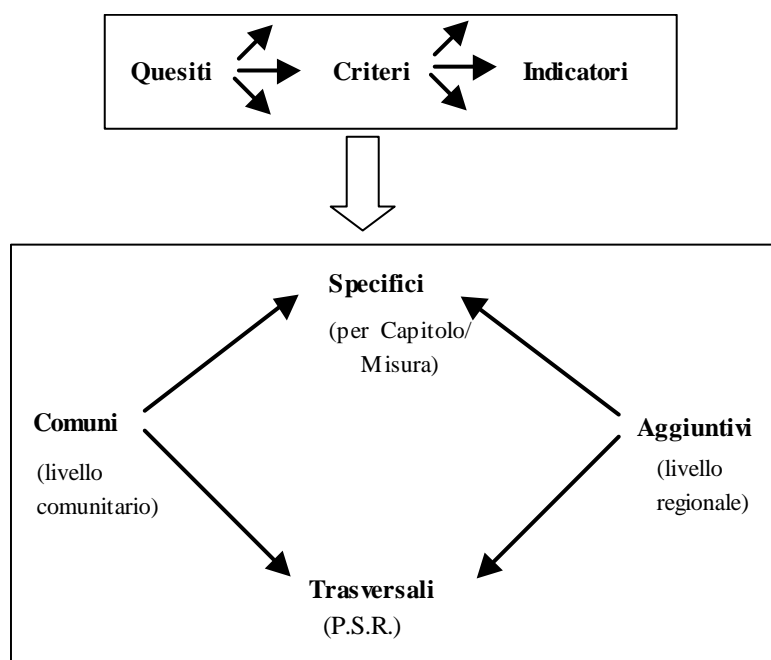 Quesiti Criteri Indicatori
Specifici
(per Capitolo/
Misura)
Comuni
(livello
comunitario)
Aggiuntivi
(livello
regionale)
Trasversali
(P.S.R.)